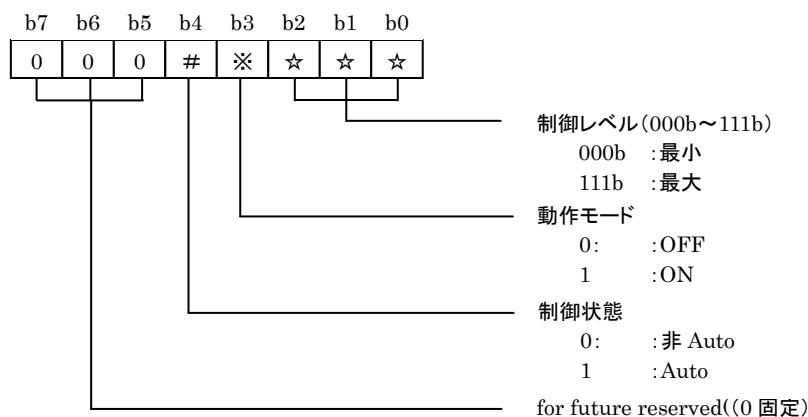 b7 b6 b5 b4 b3 b2 b1 b0
0 0 0 # ※ ☆ ☆ ☆
制御レベル(000b～111b)
000b :最小
111b :最大
動作モード
0: :OFF
1 :ON
制御状態
0: :非 Auto
1 :Auto
for future reserved((0 固定)